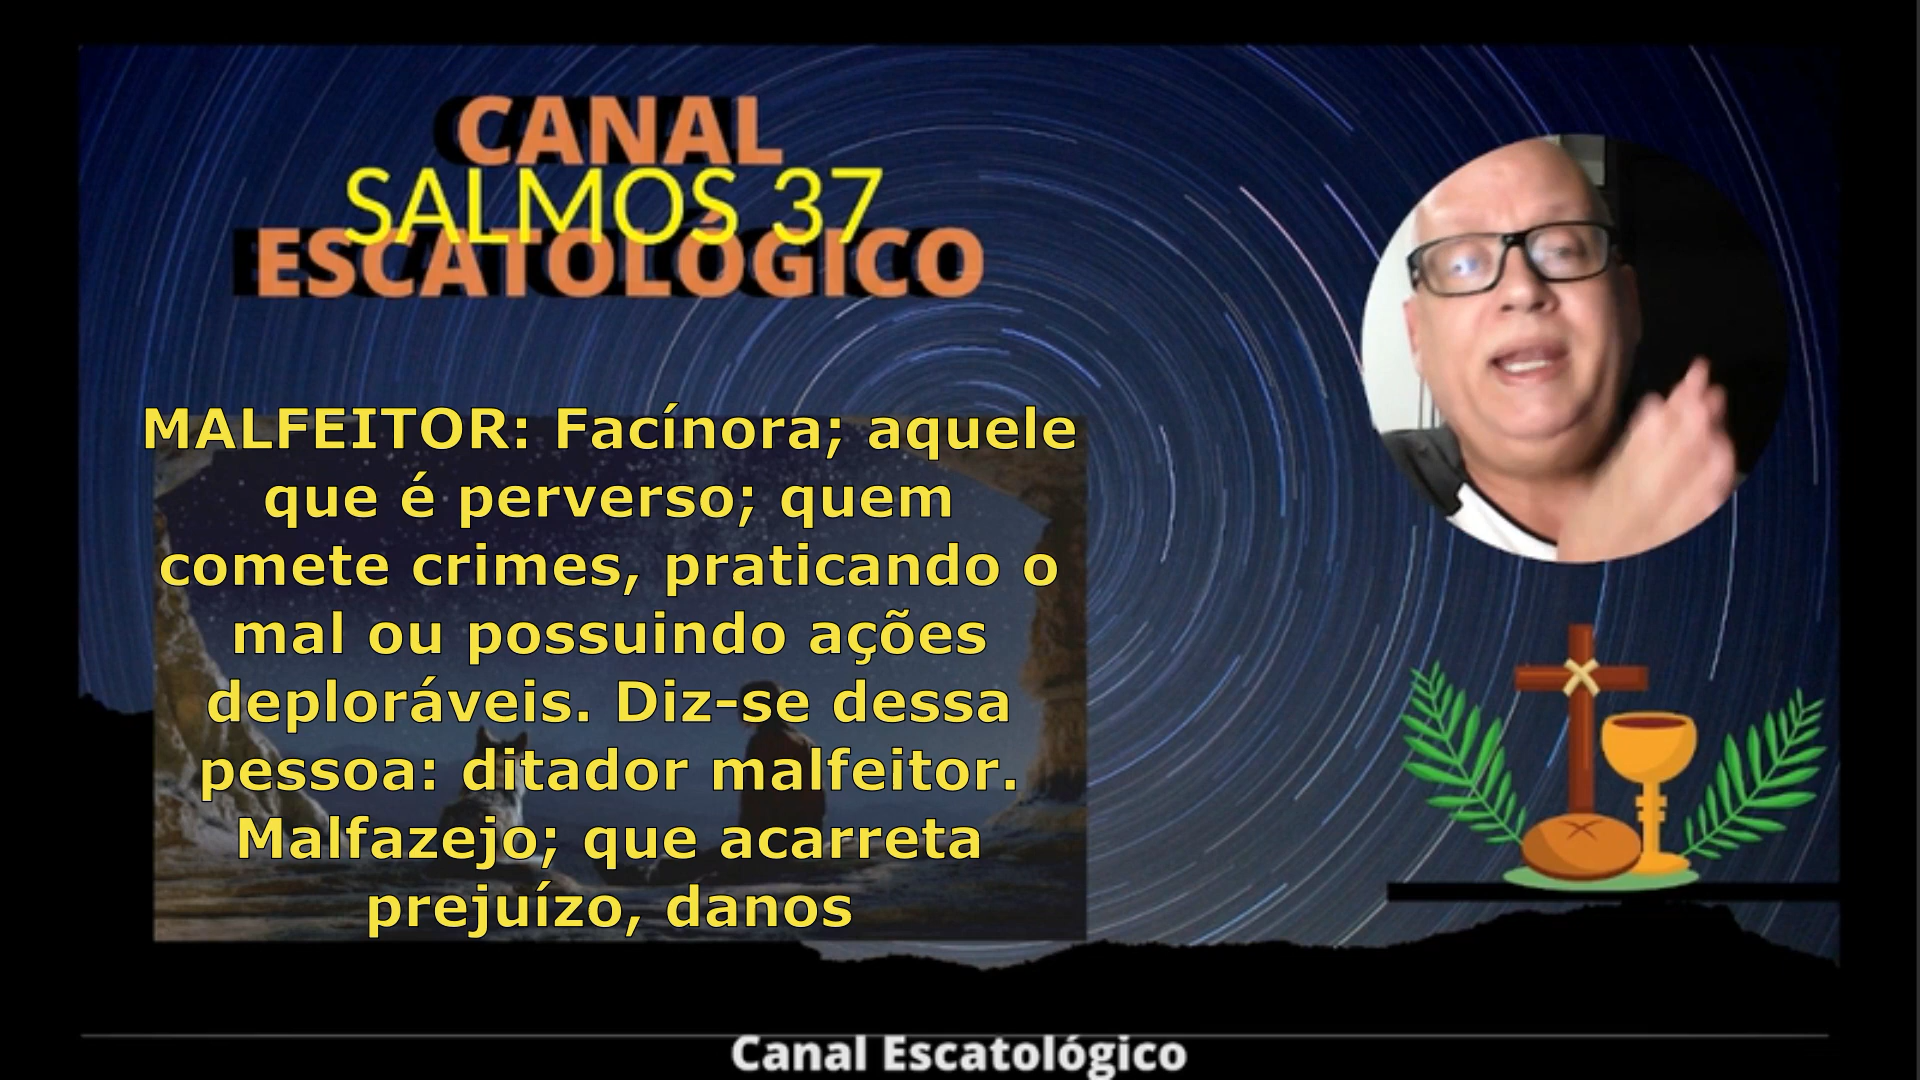 CANAL
SALMOS 37
ESCATOLÓGICO
MALFEITOR: Facínora; aquele
que é perverso; quem
comete crimes, praticando o
mal ou possuindo ações
deploráveis. Diz-se dessa
pessoa: ditador malfeitor.
Malfazejo; que acarreta
prejuízo, danos
Canal Escatológico